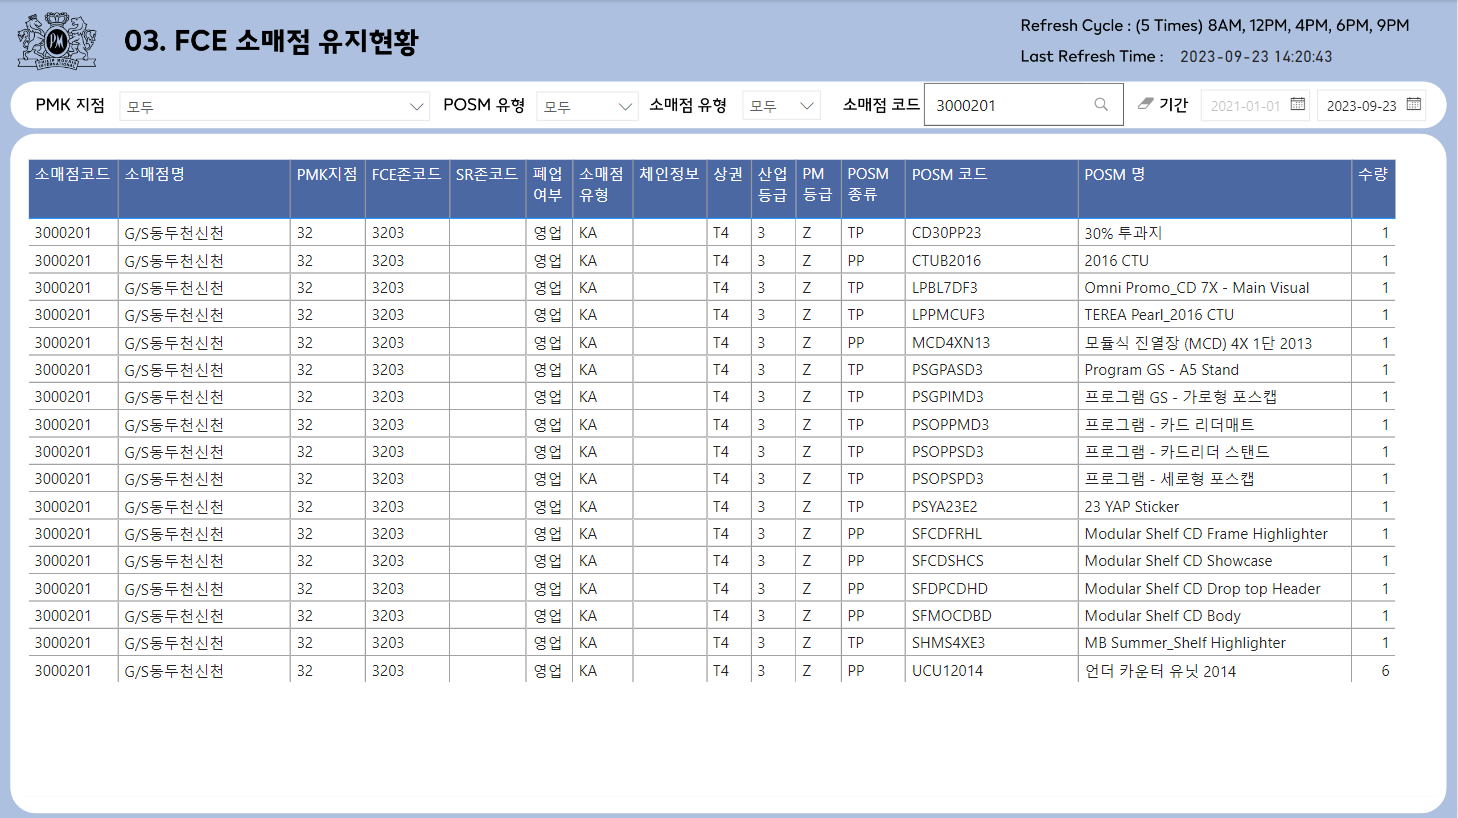 Refresh Cycle : (5 Times) 8AM, 12PM, 4PM, 6PM, 9PM
03. FCE 소매점 유지현황
Last Refresh Time : 2023-09-23 14:20:43
PM
PHILIP MORRIS
INTERNATIONAL
PMK 지점 모두 POSM 유형 모두 소매점 유형 모두 소매점 코드 3000201 기간 2021-01-01 2023-09-23
소매점코드 소매점명 PMK지점 FCE존코드 SR존코드 폐업 여부 소매점 유형 체인정보 상권 산업 등급 PM 등급 POSM 종류 POSM 코드 POSM 명 수량
3000201 G/S동두천신천 32 3203 영업 KA T4 3 Z TP CD30PP23 30% 투과지 1
3000201 G/S동두천신천 32 3203 영업 KA T4 3 Z PP CTUB2016 2016 CTU 1
3000201 G/S동두천신천 32 3203 영업 KA T4 3 Z TP LPBL7DF3 Omni Promo_CD 7X - Main Visual 1
3000201 G/S동두천신천 32 3203 영업 KA T4 3 Z TP LPPMCUF3 TEREA Pearl_2016 CTU 1
3000201 G/S동두천신천 32 3203 영업 KA T4 3 Z PP MCD4XN13 모듈식 진열장 (MCD) 4X 1단 2013 1
3000201 G/S동두천신천 32 3203 영업 KA T4 3 Z TP PSGPASD3 Program GS - A5 Stand 1
3000201 G/S동두천신천 32 3203 영업 KA T4 3 Z TP PSGPIMD3 프로그램 GS - 가로형 포스캡 1
3000201 G/S동두천신천 32 3203 영업 KA T4 3 Z TP PSOPPMD3 프로그램 - 카드 리더매트 1
3000201 G/S동두천신천 32 3203 영업 KA T4 3 Z TP PSOPPSD3 프로그램 - 카드리더 스탠드 1
3000201 G/S동두천신천 32 3203 영업 KA T4 3 Z TP PSOPSPD3 프로그램 - 세로형 포스캡 1
3000201 G/S동두천신천 32 3203 영업 KA T4 3 Z TP PSYA23E2 23 YAP Sticker 1
3000201 G/S동두천신천 32 3203 영업 KA T4 3 Z PP SFCDFRHL Modular Shelf CD Frame Highlighter 1
3000201 G/S동두천신천 32 3203 영업 KA T4 3 Z PP SFCDSHCS Modular Shelf CD Showcase 1
3000201 G/S동두천신천 32 3203 영업 KA T4 3 Z PP SFDPCDHD Modular Shelf CD Drop top Header 1
3000201 G/S동두천신천 32 3203 영업 KA T4 3 Z PP SFMOCDBD Modular Shelf CD Body 1
3000201 G/S동두천신천 32 3203 영업 KA T4 3 Z TP SHMS4XE3 MB Summer_Shelf Highlighter 1
3000201 G/S동두천신천 32 3203 영업 KA T4 3 Z PP UCU12014 언더 카운터 유닛 2014 6